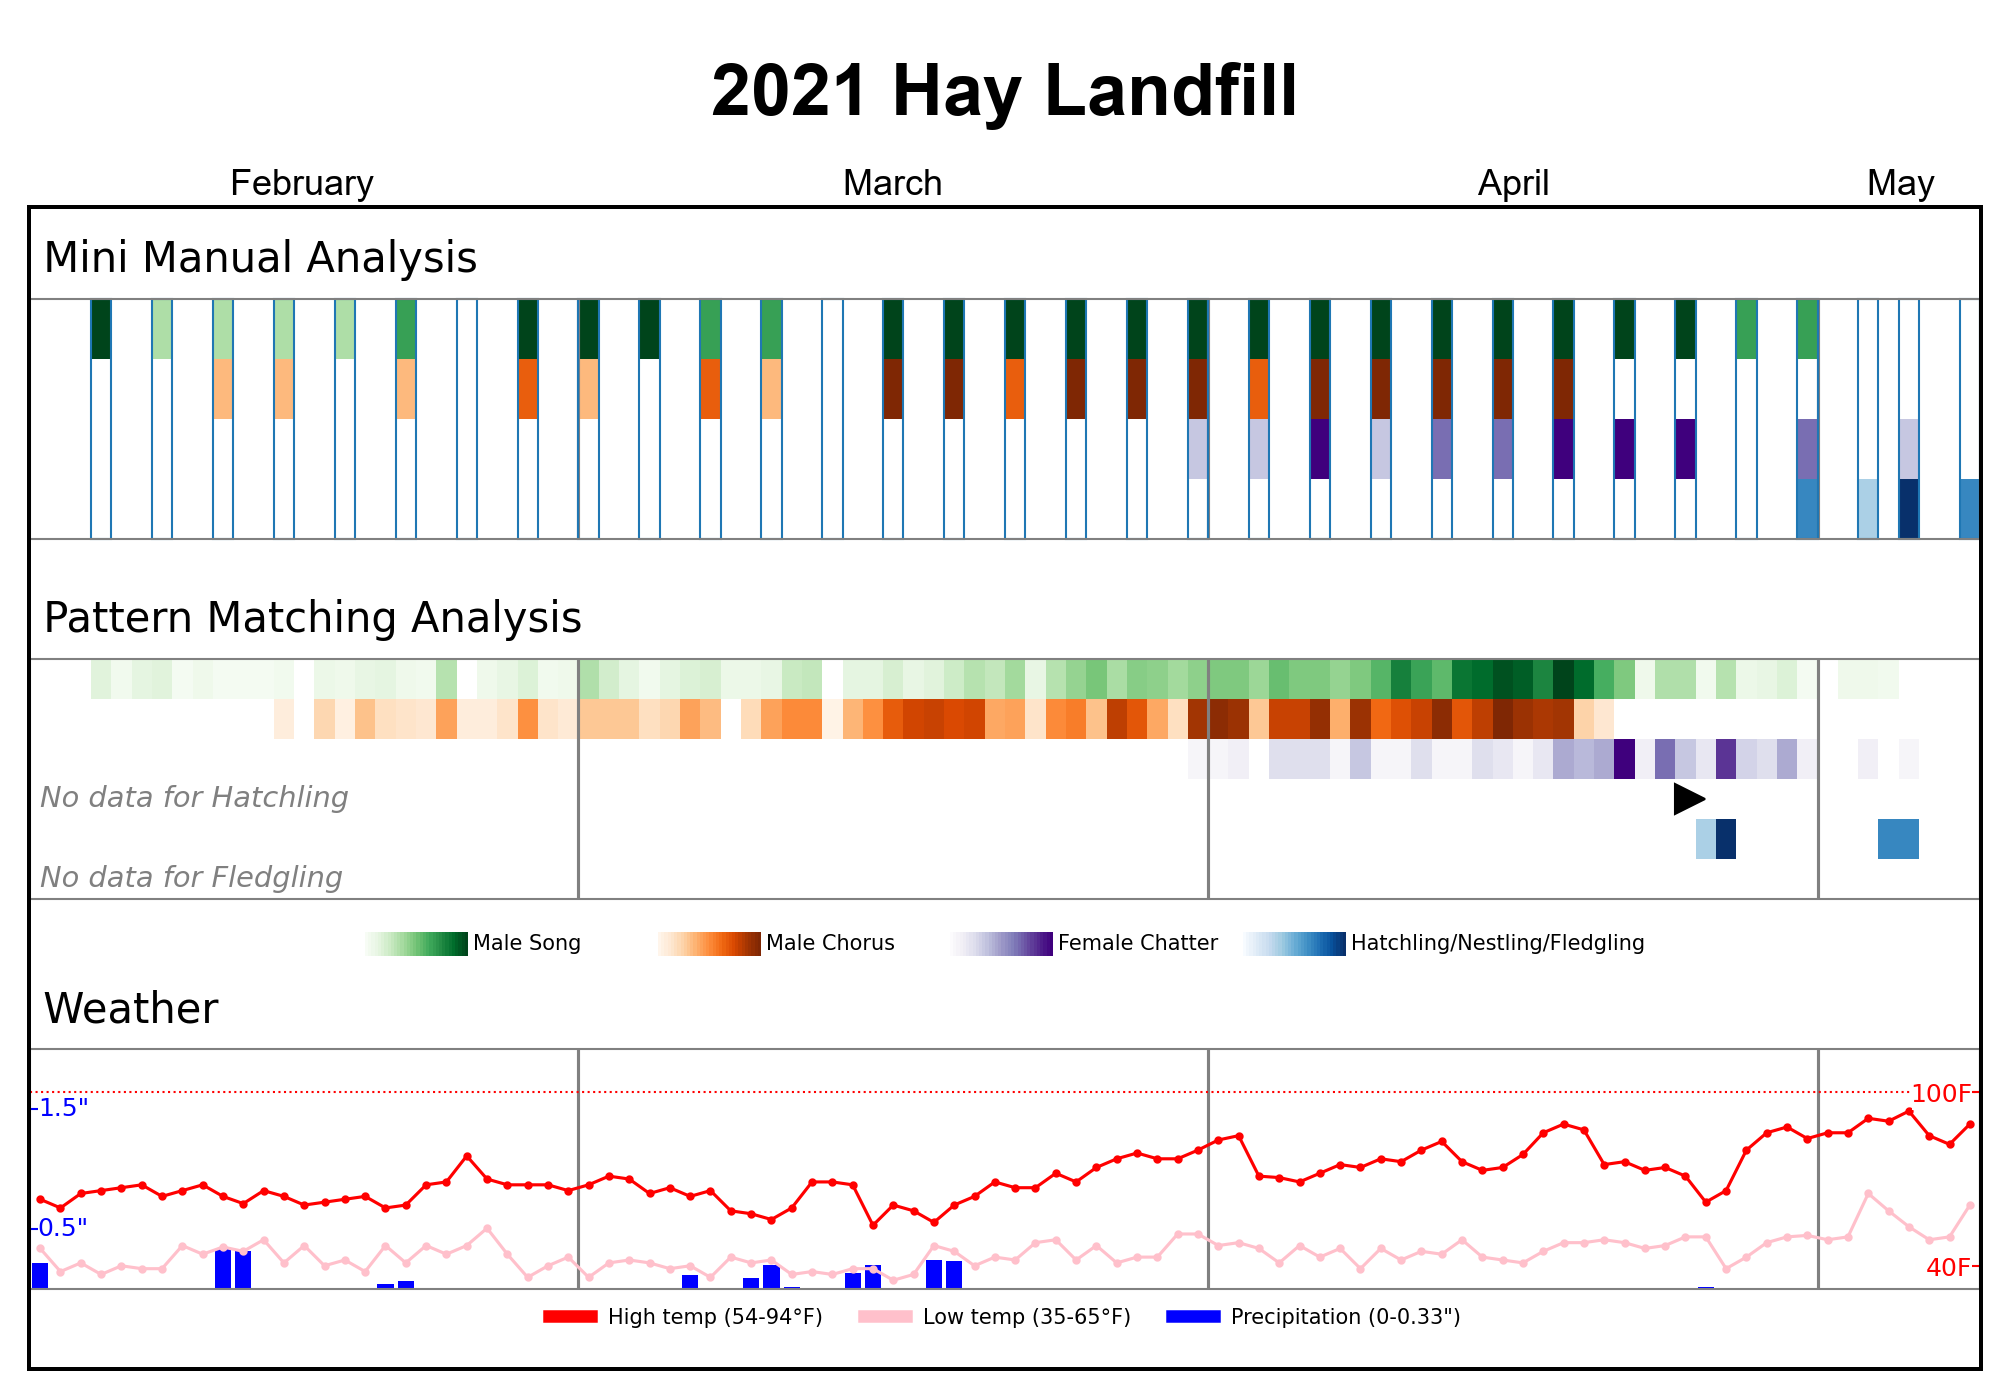 2021 Hay Landfill
February March April May
Mini Manual Analysis
Pattern Matching Analysis
No data for Hatchling
No data for Fledgling
Male Song Male Chorus Female Chatter Hatchling/Nestling/Fledgling
Weather
100F
1.5"
0.5"
40F
High temp (54-94°F) Low temp (35-65°F) Precipitation (0-0.33")